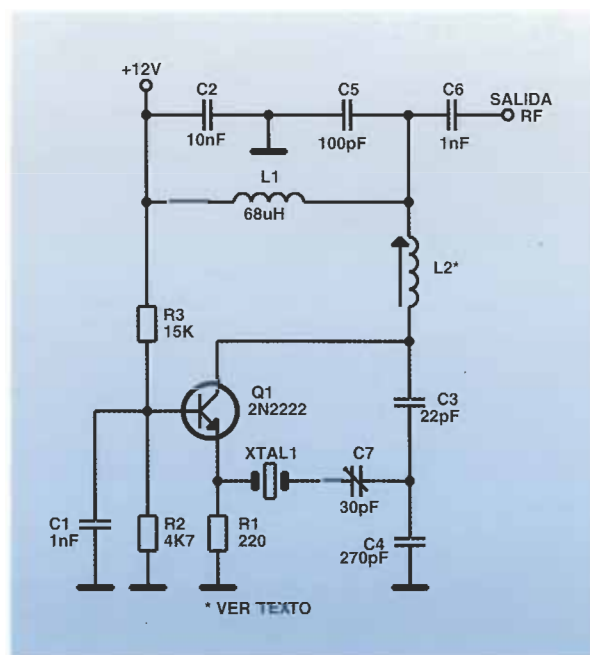 +12V
C2
10nF
C5
100pF
C6
1nF
SALIDA
RF
L1
68uH
L2*
R3
15K
Q1
2N2222
C3
22pF
XTAL1
C7
30pF
C1
1nF
R2
4K7
R1
220
C4
270pF
* VER TEXTO